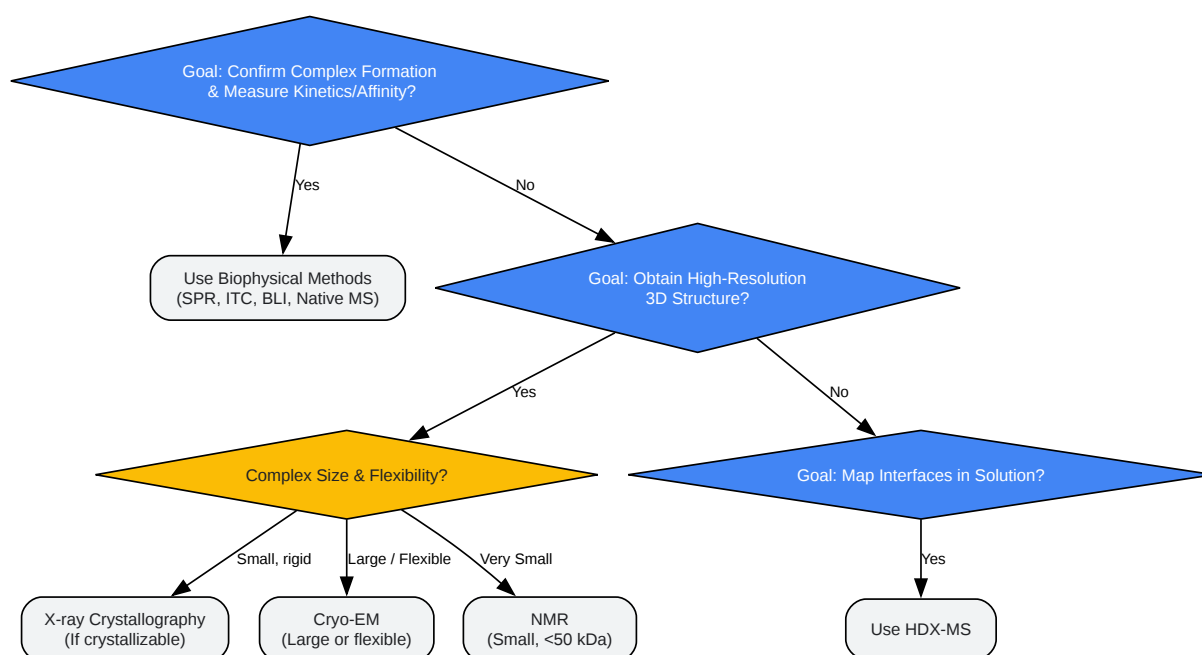 Goal: Confirm Complex Formation
& Measure Kinetics/Affinity?
Yes
No
Use Biophysical Methods
(SPR, ITC, BLI, Native MS)
Goal: Obtain High-Resolution
3D Structure?
Yes
No
Complex Size & Flexibility?
Goal: Map Interfaces in Solution?
Small, rigid
Large / Flexible
Very Small
Yes
X-ray Crystallography
(If crystallizable)
Cryo-EM
(Large or flexible)
NMR
(Small, <50 kDa)
Use HDX-MS